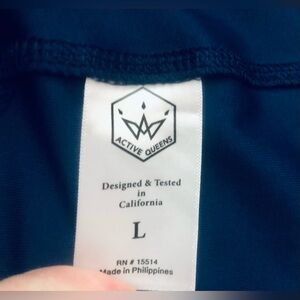 ACTIVE QUEENS
Designed & Tested
in
California
L
RN # 15514
Made in Philippines